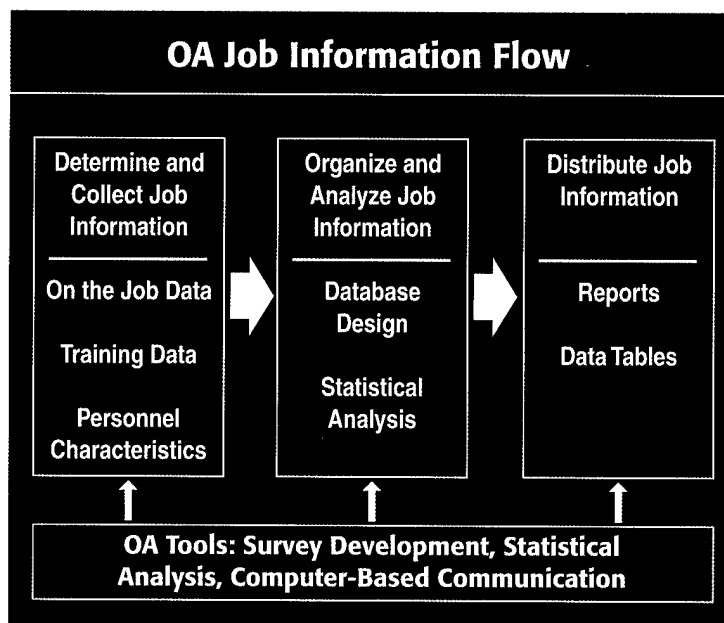 OA Job Information Flow
Determine and
Collect Job
Information
On the Job Data
Training Data
Personnel
Characteristics
Organize and
Analyze Job
Information
Database
Design
Statistical
Analysis
Distribute Job
Information
Reports
Data Tables
OA Tools: Survey Development, Statistical
Analysis, Computer-Based Communication